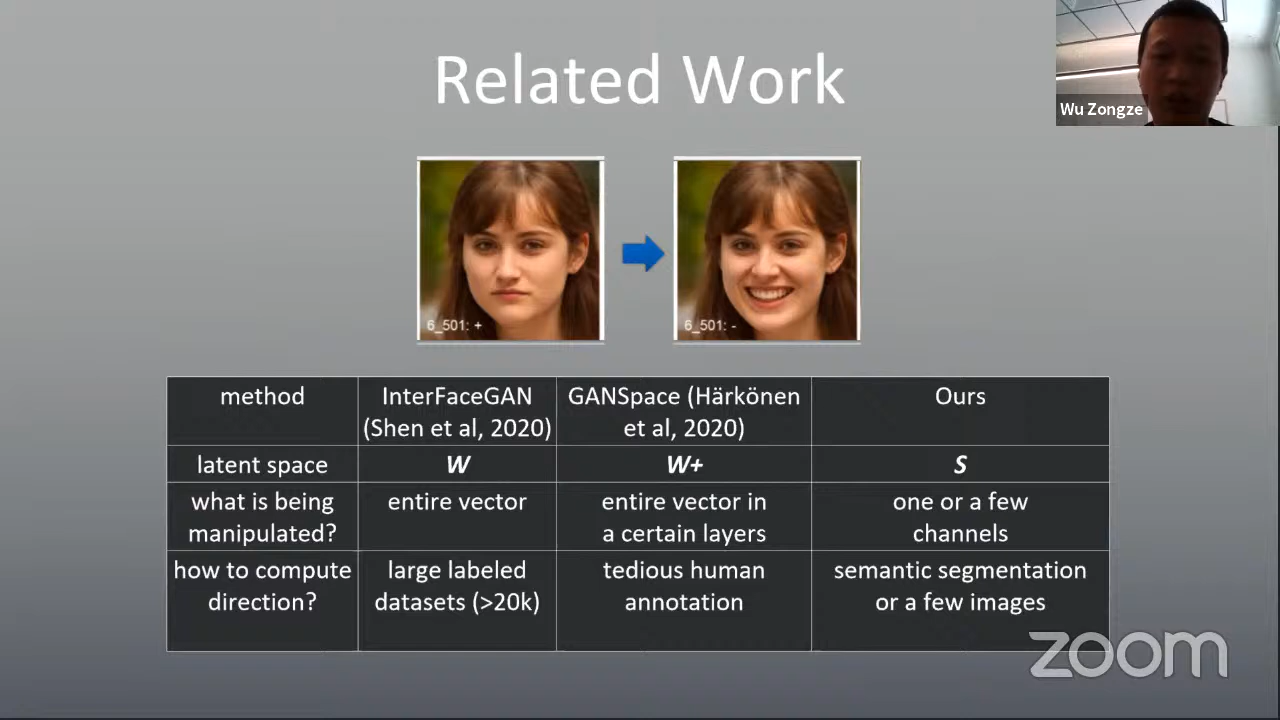 Related Work
Wu Zongze
6_501: +
6_501: -
method
InterFaceGAN
(Shen et al, 2020)
GANSpace (Härkönen
et al, 2020)
Ours
latent space
W
W+
S
what is being
manipulated?
entire vector
entire vector in
a certain layers
one or a few
channels
how to compute
direction?
large labeled
datasets (>20k)
tedious human
annotation
semantic segmentation
or a few images
zoom